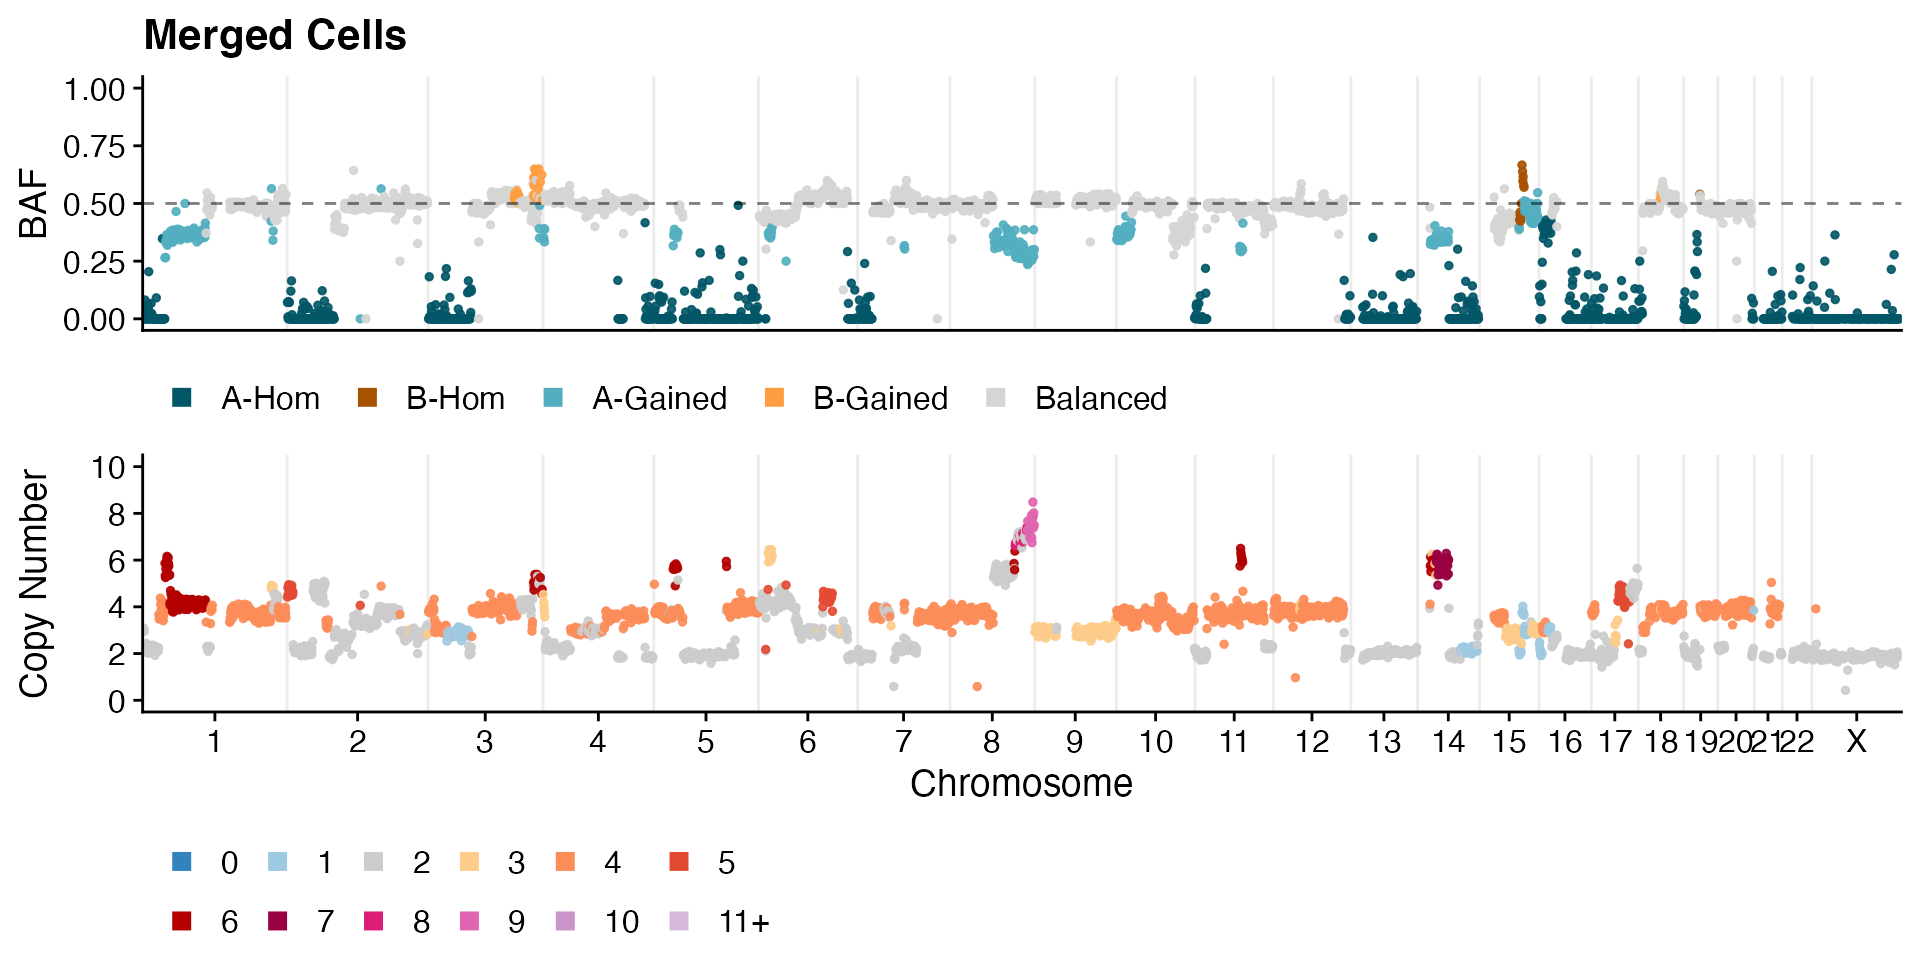 Merged Cells
BAF
1.00
0.75
0.50
0.25
0.00
A-Hom B-Hom A-Gained B-Gained Balanced
Copy Number
10
8
6
4
2
0
1 2 3 4 5 6 7 8 9 10 11 12 13 14 15 16 17 18 19 20 21 22 X
Chromosome
0 1 2 3 4 5
6 7 8 9 10 11+